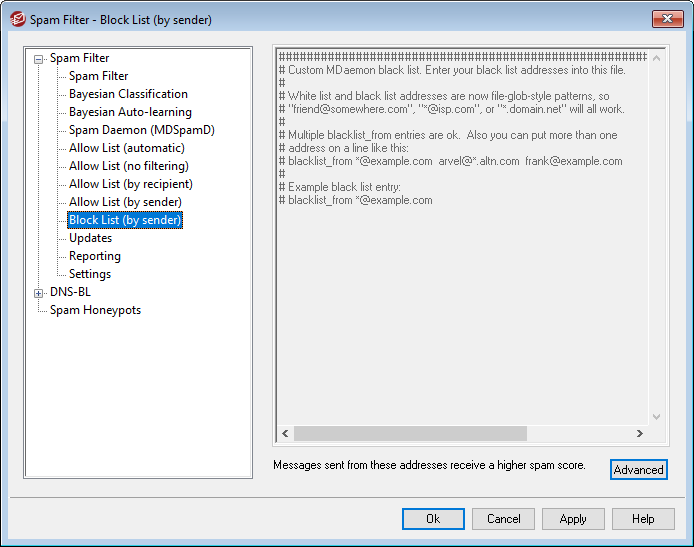 Spam Filter - Block List (by sender)
Spam Filter
Spam Filter
Bayesian Classification
Bayesian Auto-learning
Spam Daemon (MDSpamD)
Allow List (automatic)
Allow List (no filtering)
Allow List (by recipient)
Allow List (by sender)
Block List (by sender)
Updates
Reporting
Settings
DNS-BL
Spam Honeypots
####################################################
# Custom MDaemon black list. Enter your black list addresses into this file.
#
# White list and black list addresses are now file-glob-style patterns, so
# "friend@somewhere.com", "*@isp.com", or "*.domain.net" will all work.
#
# Multiple blacklist_from entries are ok.  Also you can put more than one
# address on a line like this:
# blacklist_from *@example.com  arvel@*.altn.com  frank@example.com
#
# Example black list entry:
# blacklist_from *@example.com
Messages sent from these addresses receive a higher spam score.
Advanced
Ok
Cancel
Apply
Help